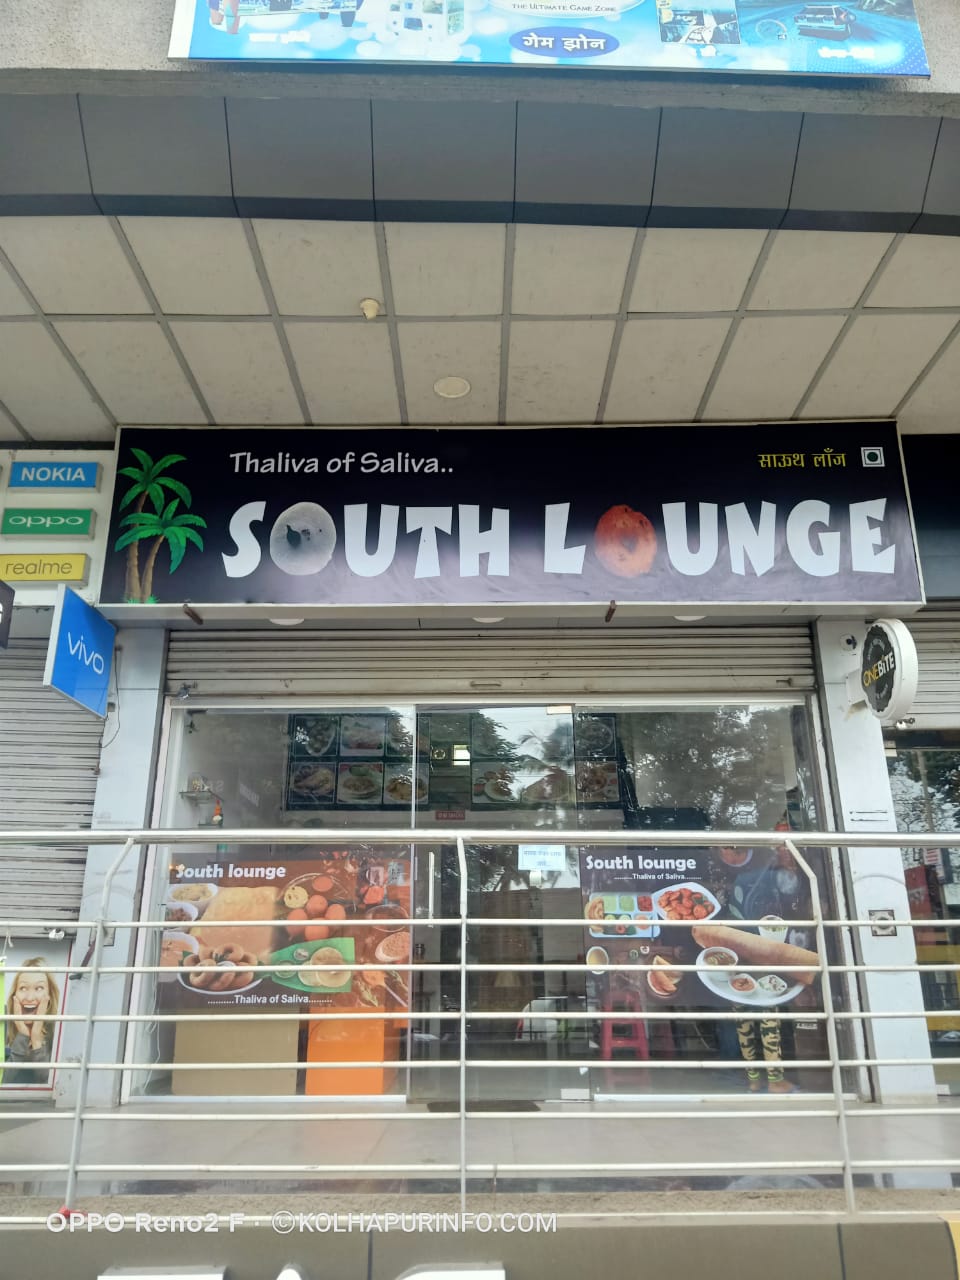 THE ULTIMATE GAME ZONE
गेम झोन
NOKIA
oppo
realme
vivo
Thaliva of Saliva..
साऊथ लाँज
SOUTH LOUNGE
ONEBITE
South lounge
..........Thaliva of Saliva.........
South lounge
.........Thaliva of Saliva........
OPPO Reno2 F · ©KOLHAPURINFO.COM